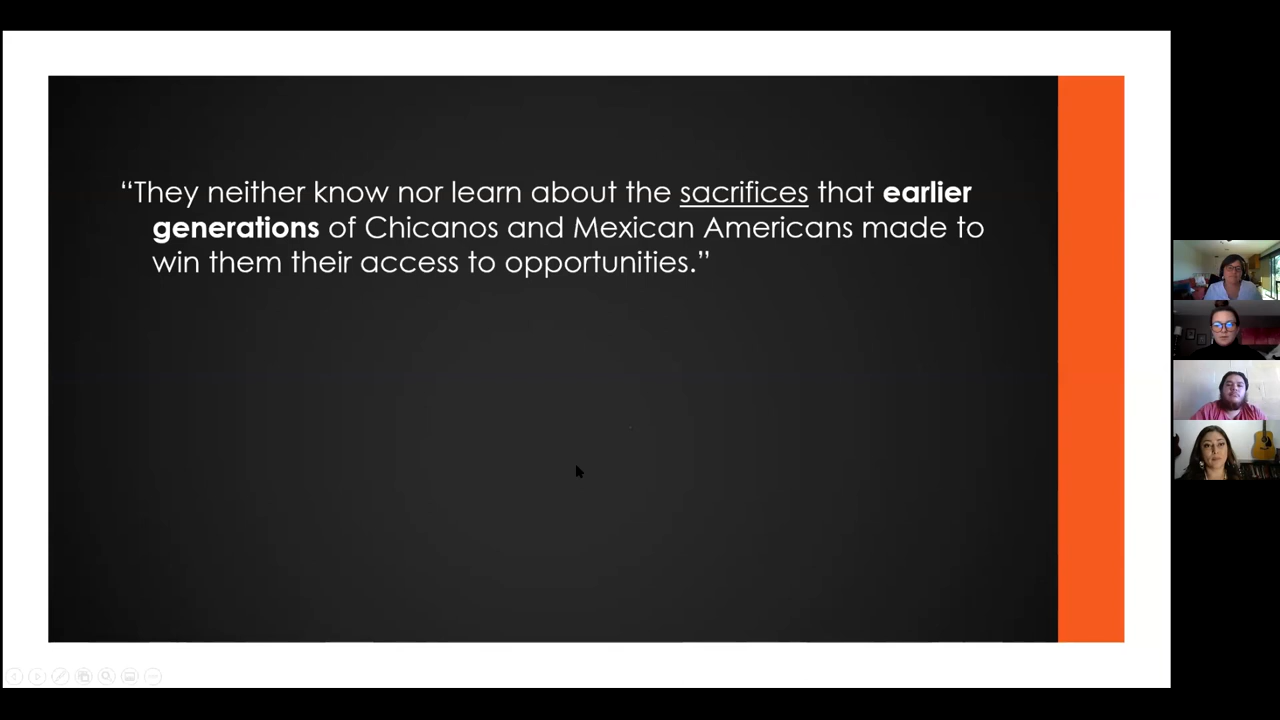 “They neither know nor learn about the sacrifices that earlier
generations of Chicanos and Mexican Americans made to
win them their access to opportunities.”